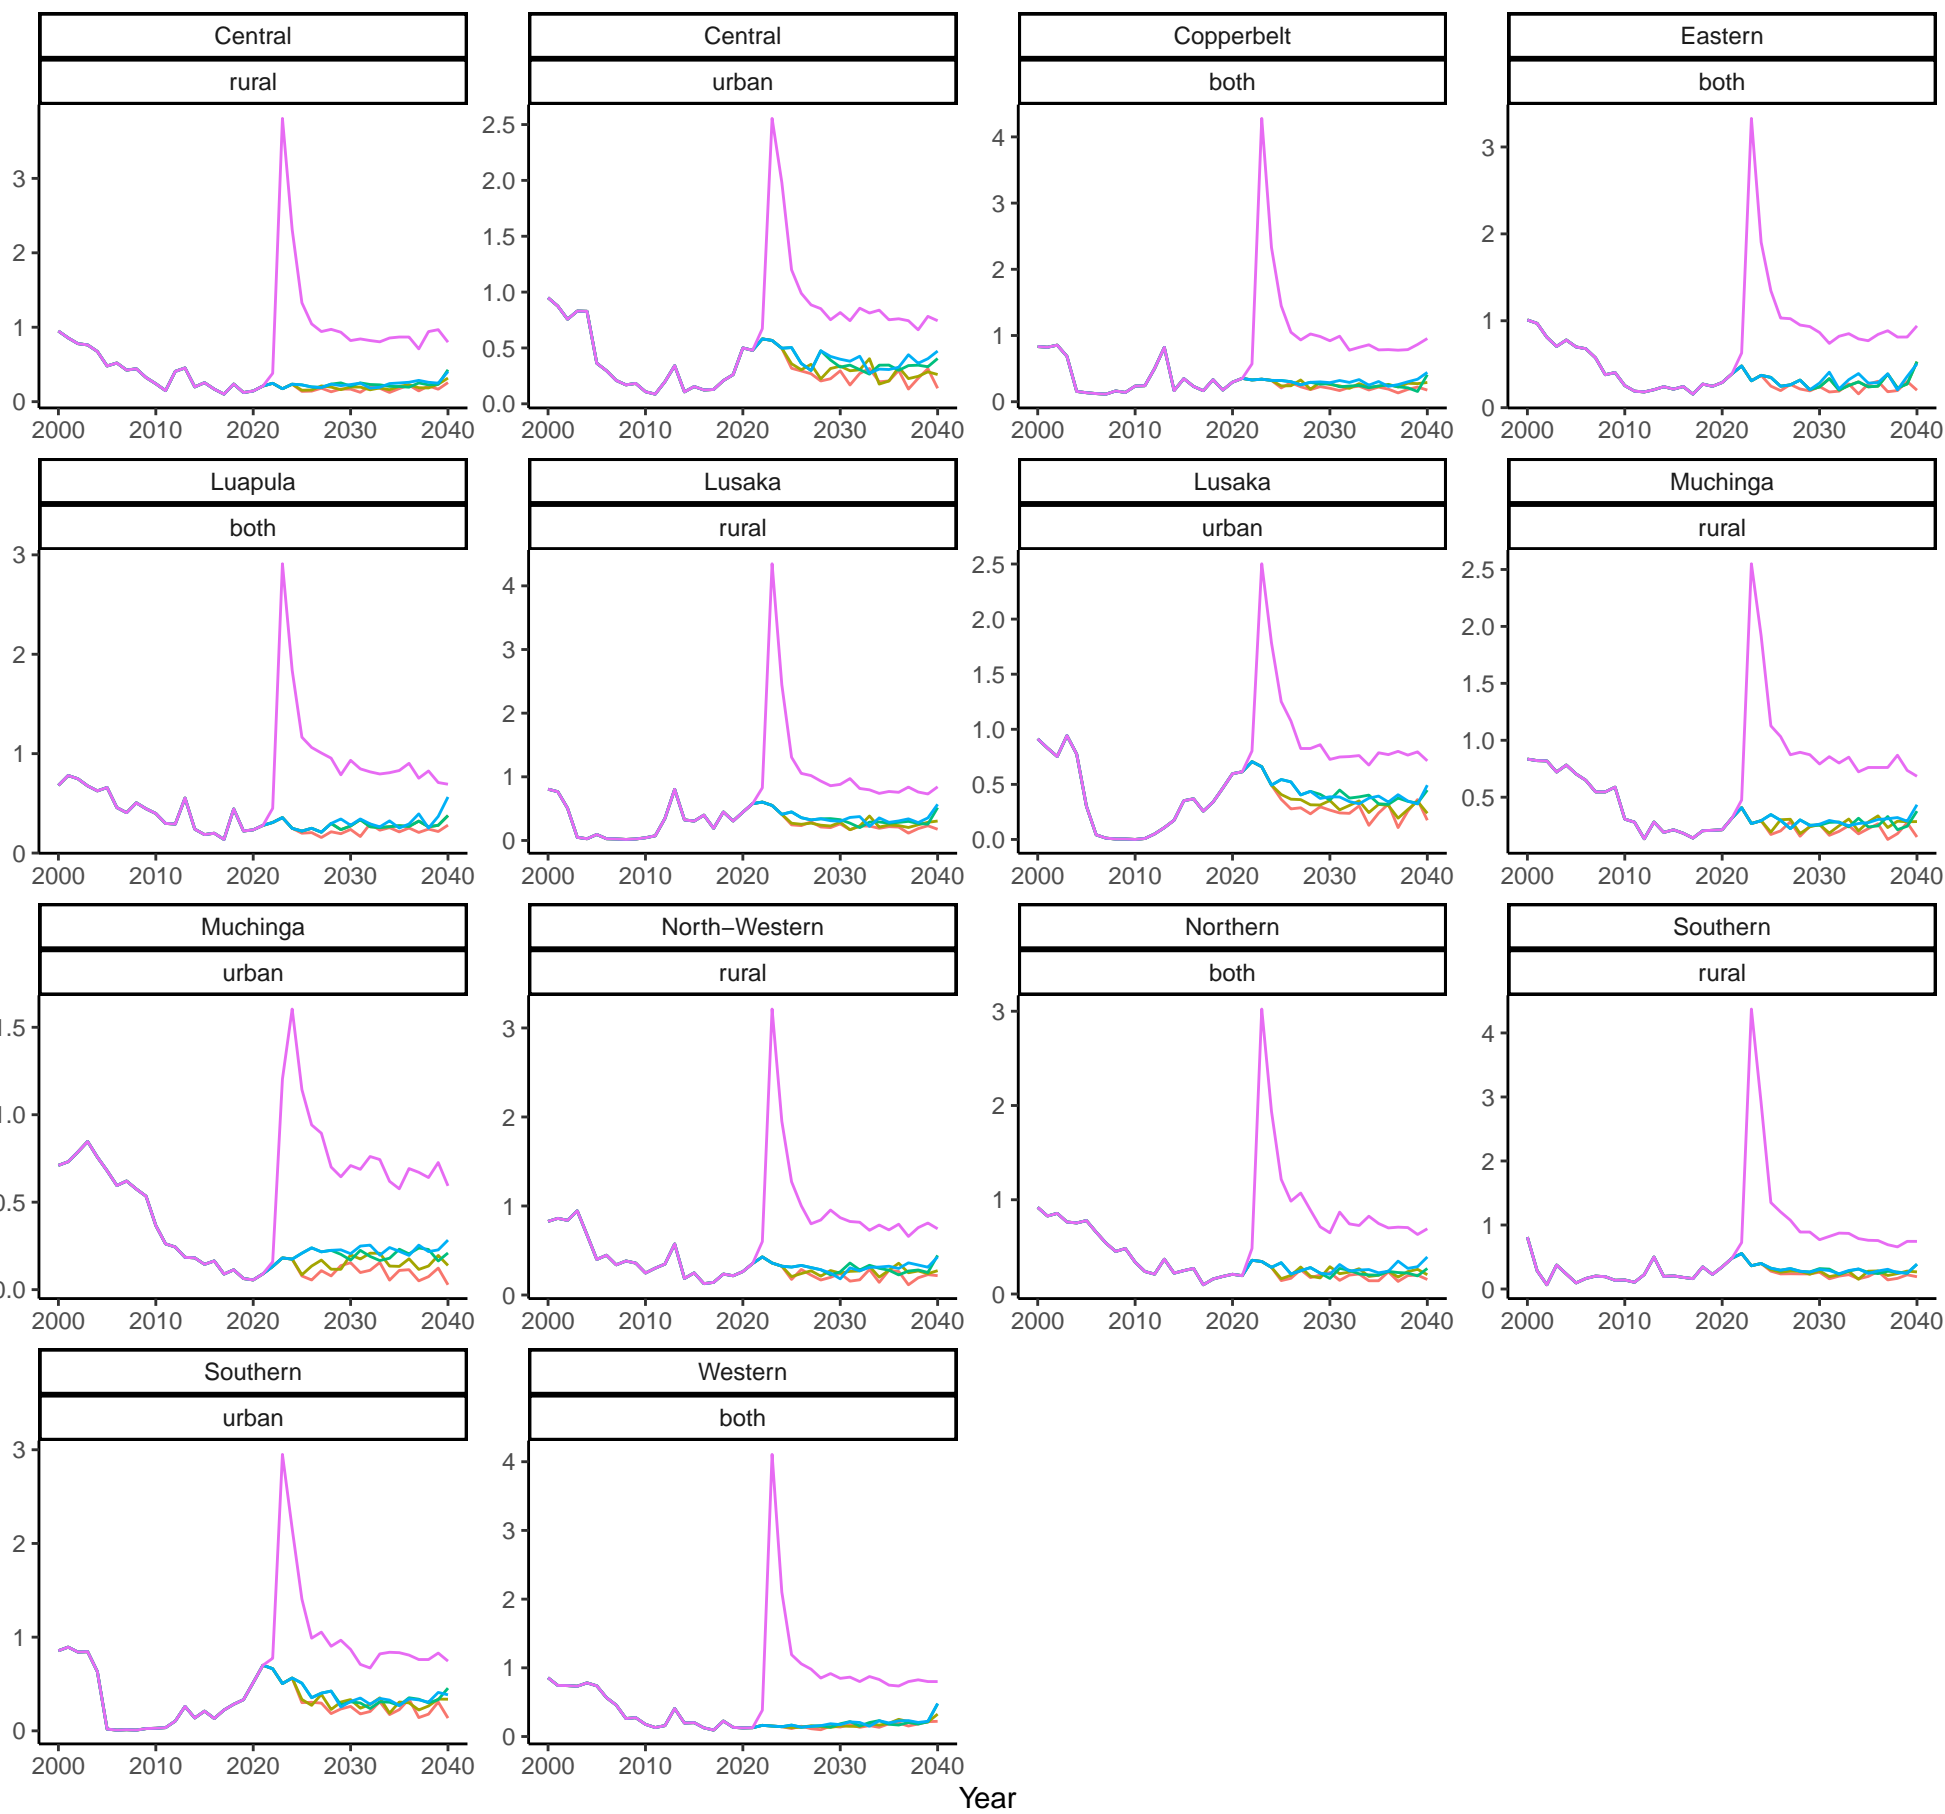 Central Central Copperbelt Eastern
rural urban both both
3 2 1 0
2.5 2.0 1.5 1.0 0.5 0.0
4 3 2 1 0
3 2 1 0
2000 2010 2020 2030 2040 2000 2010 2020 2030 2040 2000 2010 2020 2030 2040 2000 2010 2020 2030 2040
Luapula Lusaka Lusaka Muchinga
both rural urban rural
3 2 1 0
4 3 2 1 0
2.5 2.0 1.5 1.0 0.5 0.0
2.5 2.0 1.5 1.0 0.5
2000 2010 2020 2030 2040 2000 2010 2020 2030 2040 2000 2010 2020 2030 2040 2000 2010 2020 2030 2040
Muchinga North−Western Northern Southern
urban rural both rural
.5 .0 0.5 0.0
3 2 1 0
3 2 1 0
4 3 2 1 0
2000 2010 2020 2030 2040 2000 2010 2020 2030 2040 2000 2010 2020 2030 2040 2000 2010 2020 2030 2040
Southern Western
urban both
3 2 1 0
4 3 2 1 0
2000 2010 2020 2030 2040 2000 2010 2020 2030 2040
Year